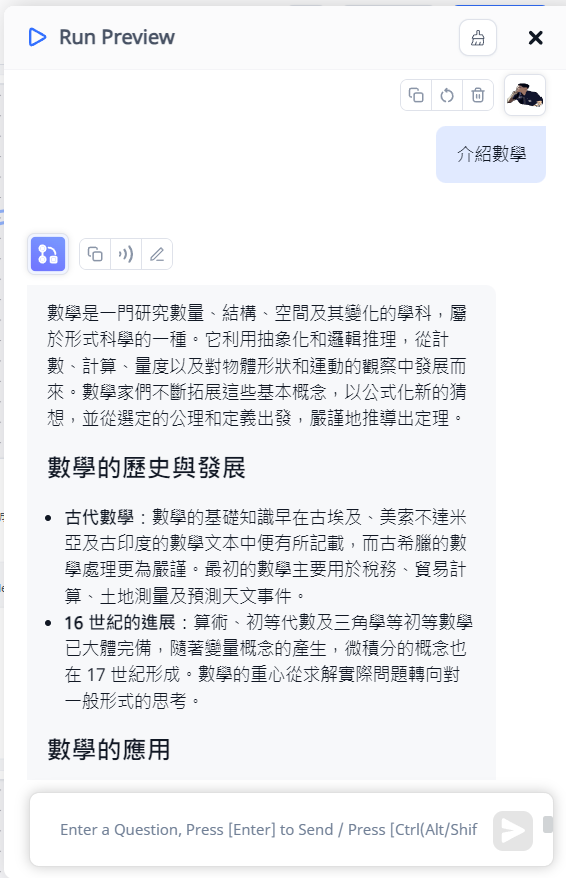 Run Preview
介紹數學
數學是一門研究數量、結構、空間及其變化的學科，屬
於形式科學的一種。它利用抽象化和邏輯推理，從計
數、計算、量度以及對物體形狀和運動的觀察中發展而
來。數學家們不斷拓展這些基本概念，以公式化新的猜
想，並從選定的公理和定義出發，嚴謹地推導出定理。
數學的歷史與發展
古代數學：數學的基礎知識早在古埃及、美索不達米
亞及古印度的數學文本中便有所記載，而古希臘的數
學處理更為嚴謹。最初的數學主要用於稅務、貿易計
算、土地測量及預測天文事件。
16 世紀的進展：算術、初等代數及三角學等初等數學
已大體完備，隨著變量概念的產生，微積分的概念也
在 17 世紀形成。數學的重心從求解實際問題轉向對
一般形式的思考。
數學的應用
Enter a Question, Press [Enter] to Send / Press [Ctrl(Alt/Shif